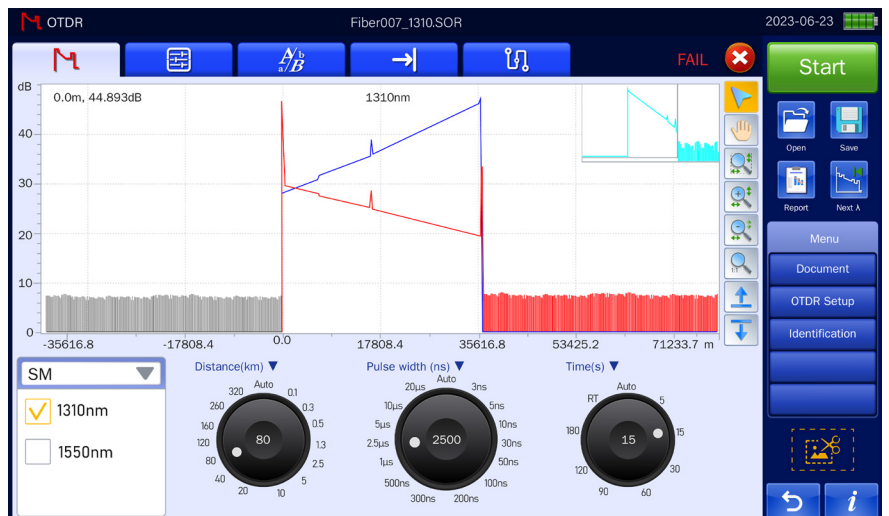 OTDR
Fiber007_1310.SOR
2023-06-23
FAIL
Start
dB
0.0m, 44.893dB
1310nm
40
30
20
10
0
-35616.8 -17808.4 0.0 17808.4 35616.8 53425.2 71233.7 m
1:1
Open Save
Report Next λ
Menu
Document
OTDR Setup
Identification
SM
1310nm
1550nm
Distance(km) ▼
Auto
0.1
0.3
0.5
1.3
2.5
5
10
20
40
80
120
160
260
320
80
Pulse width (ns) ▼
Auto
3ns
5ns
10ns
30ns
50ns
100ns
200ns
300ns
500ns
1µs
2.5µs
5µs
10µs
20µs
2500
Time(s) ▼
Auto
5
15
30
60
90
120
180
RT
15
i